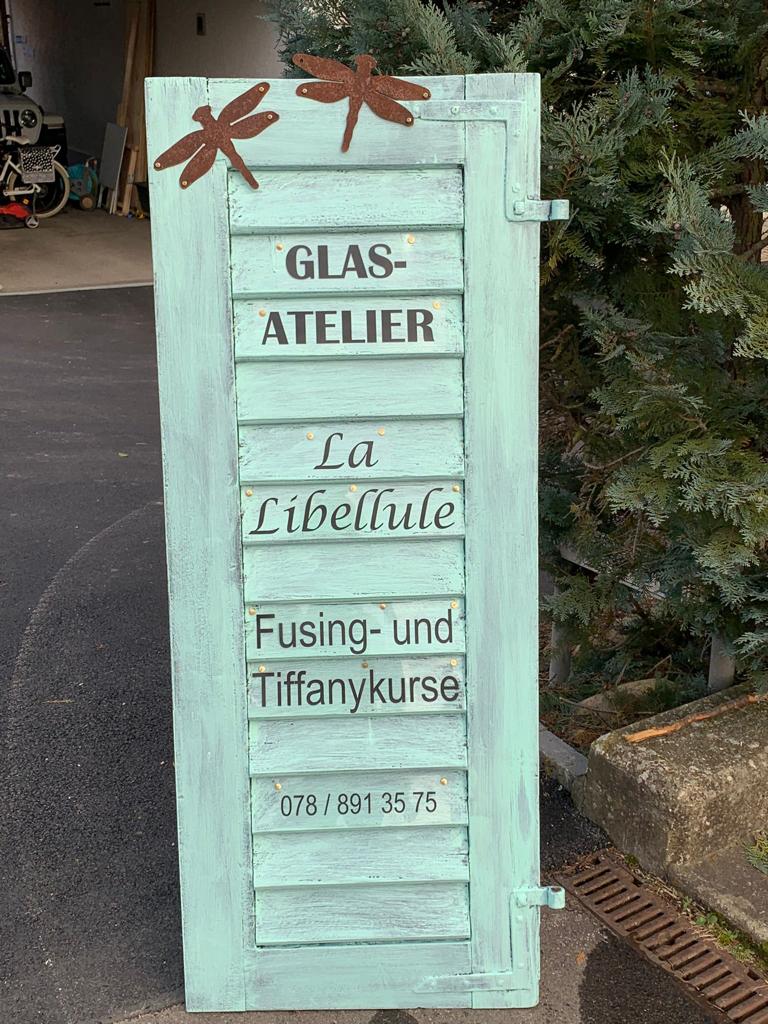 GLAS-
ATELIER
La
Libellule
Fusing- und
Tiffanykurse
078 / 891 35 75